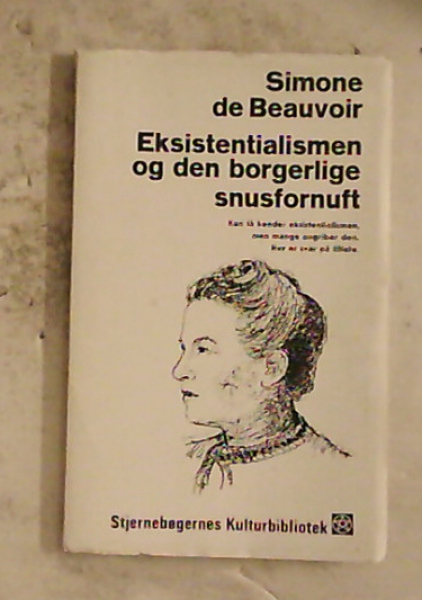 Simone
de Beauvoir
Eksistentialismen
og den borgerlige
snusfornuft
Kun få kender eksistentialismen,
men mange angriber den.
Her er svar på tiltale.
Stjernebøgernes Kulturbibliotek